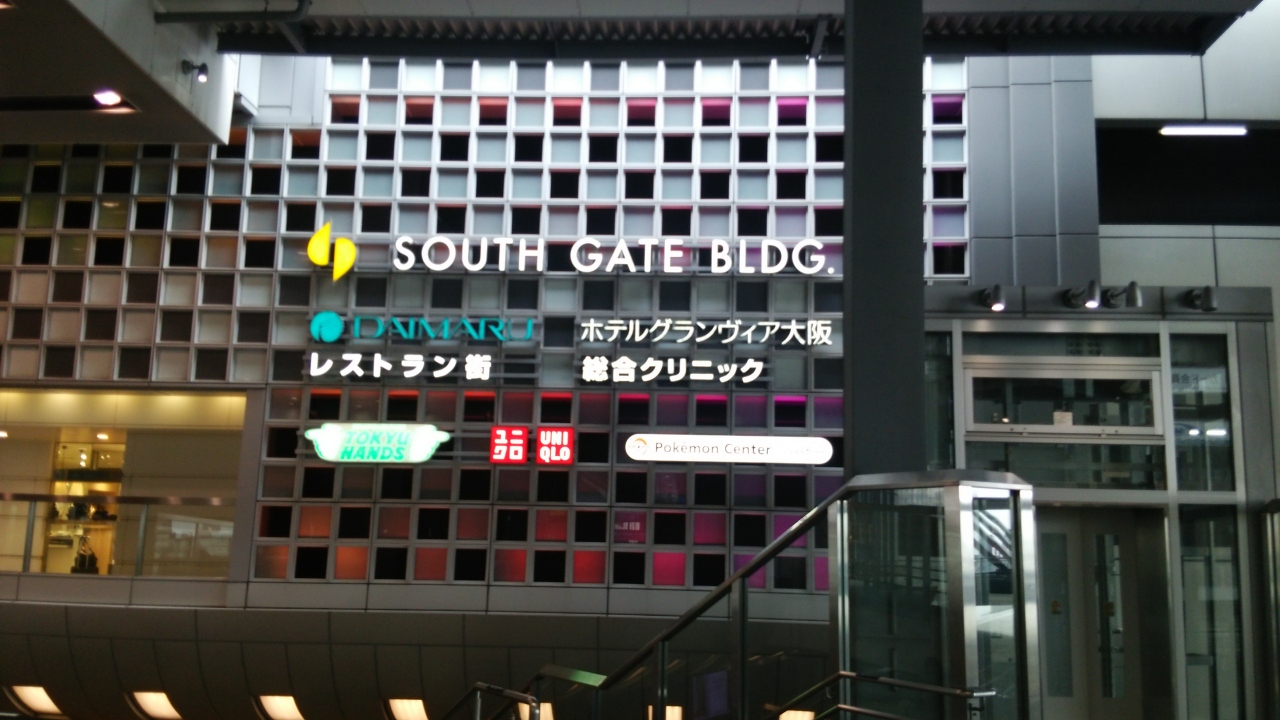 SOUTH GATE BLDG.
DAIMARU ホテルグランヴィア大阪
レストラン街 総合クリニック
TOKYU HANDS
ユニクロ UNIQLO
Pokémon Center